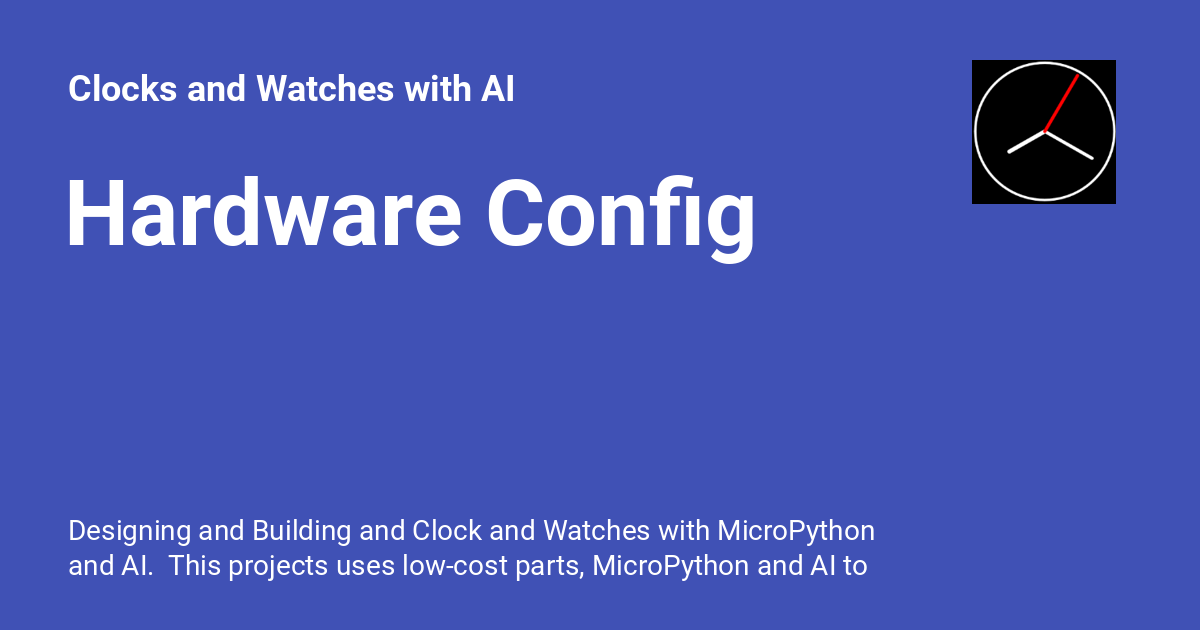 Clocks and Watches with AI
Hardware Config
Designing and Building and Clock and Watches with MicroPython
and AI.  This projects uses low-cost parts, MicroPython and AI to